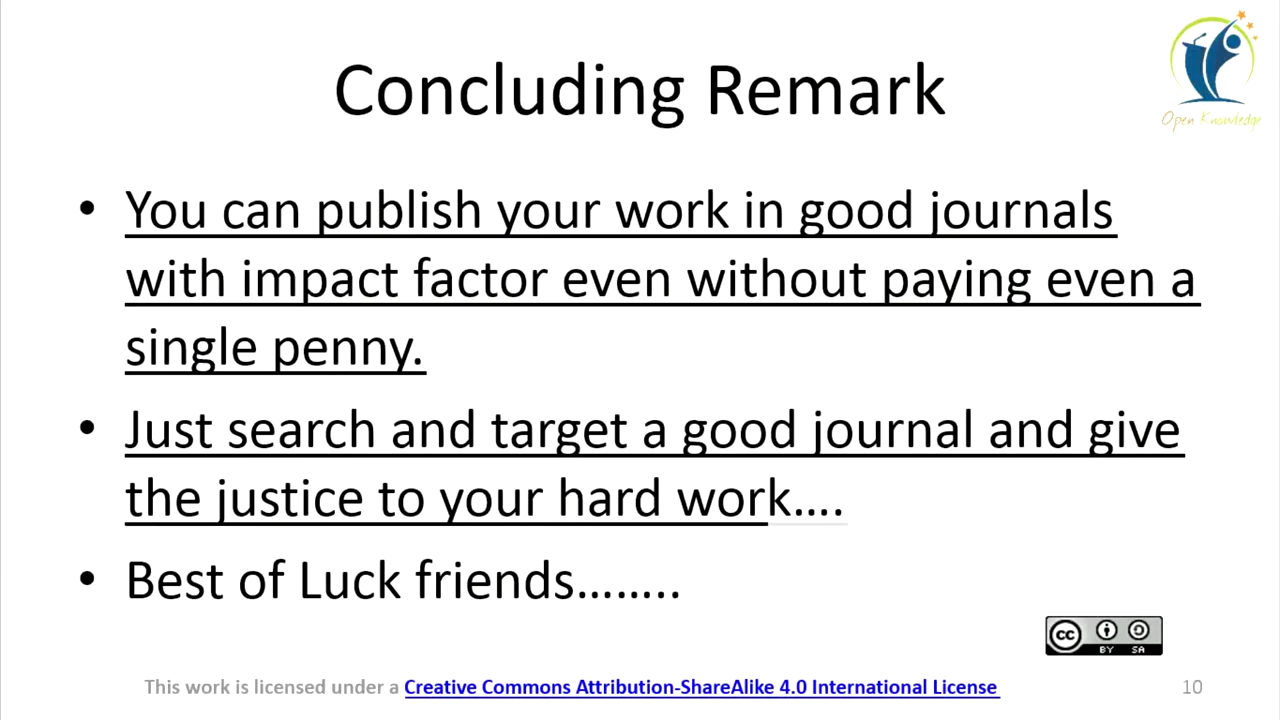 Concluding Remark
Open Knowledge
• You can publish your work in good journals
with impact factor even without paying even a
single penny.
• Just search and target a good journal and give
the justice to your hard work....
• Best of Luck friends........
cc BY SA
This work is licensed under a Creative Commons Attribution-ShareAlike 4.0 International License
10